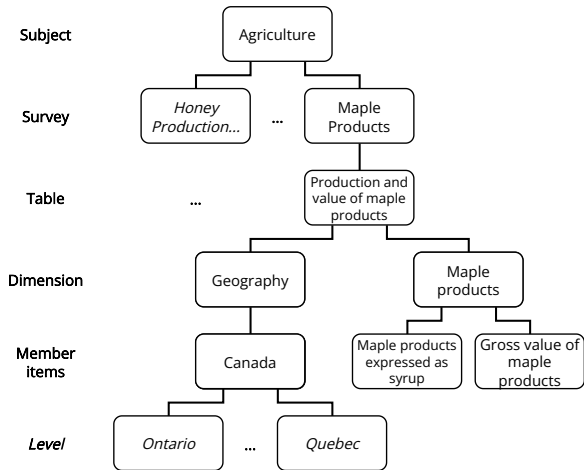 Subject
Agriculture
Survey
Honey
Production...
...
Maple
Products
Table
...
Production and
value of maple
products
Dimension
Geography
Maple
products
Member
items
Canada
Maple products
expressed as
syrup
Gross value of
maple
products
Level
Ontario
...
Quebec